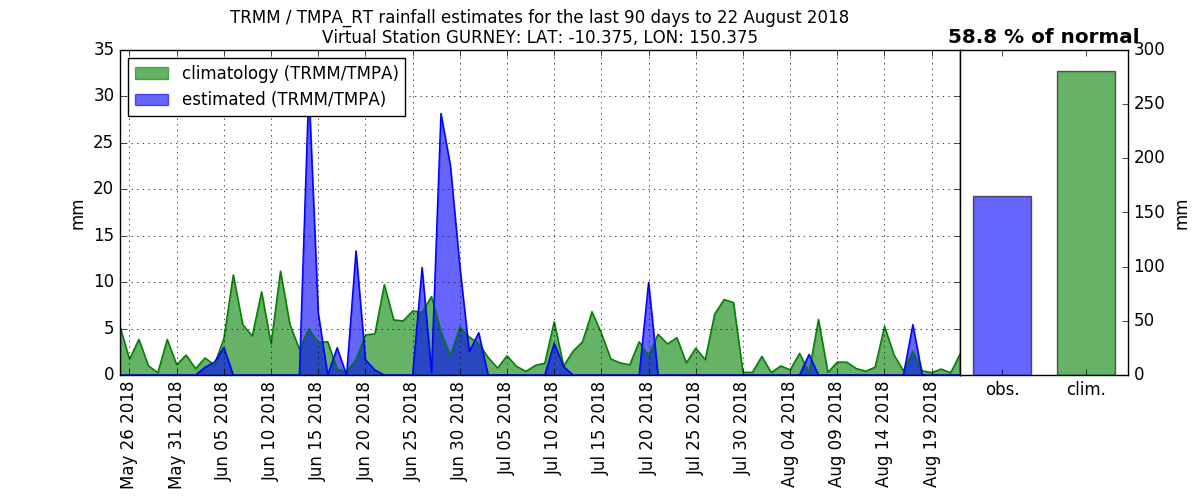 TRMM / TMPA_RT rainfall estimates for the last 90 days to 22 August 2018
Virtual Station GURNEY: LAT: -10.375, LON: 150.375
58.8 % of normal
climatology (TRMM/TMPA)
estimated (TRMM/TMPA)
mm
35
30
25
20
15
10
5
0
May 26 2018
May 31 2018
Jun 05 2018
Jun 10 2018
Jun 15 2018
Jun 20 2018
Jun 25 2018
Jun 30 2018
Jul 05 2018
Jul 10 2018
Jul 15 2018
Jul 20 2018
Jul 25 2018
Jul 30 2018
Aug 04 2018
Aug 09 2018
Aug 14 2018
Aug 19 2018
300
250
200
150
100
50
0
mm
obs.
clim.